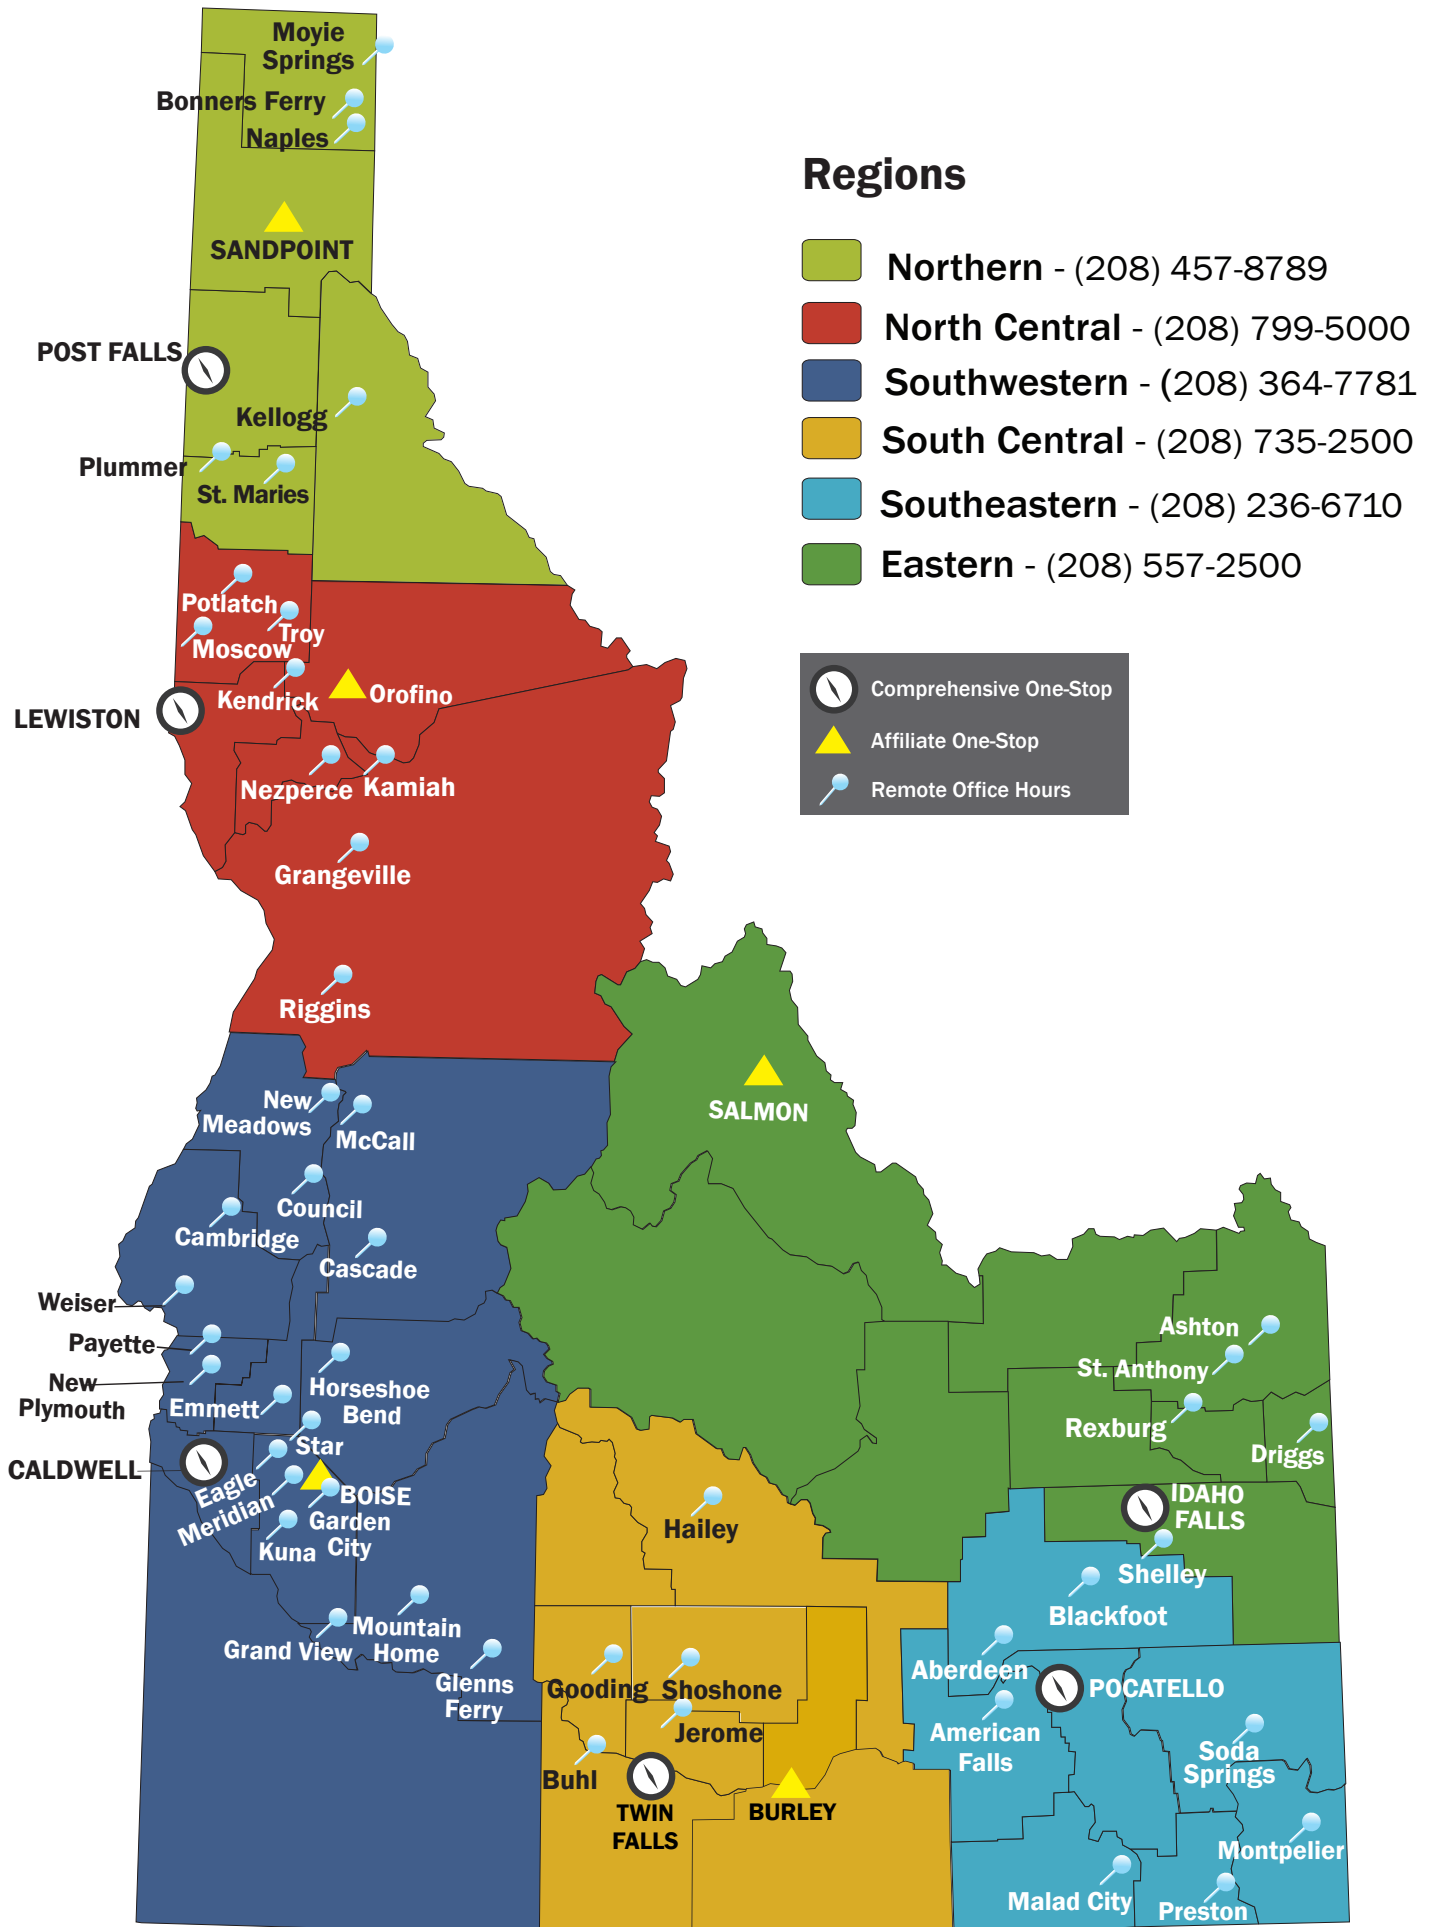 Moyie
Springs
Bonners Ferry
Naples
SANDPOINT
POST FALLS
Kellogg
Plummer
St. Maries
Regions
Northern - (208) 457-8789
North Central - (208) 799-5000
Southwestern - (208) 364-7781
South Central - (208) 735-2500
Southeastern - (208) 236-6710
Eastern - (208) 557-2500
Comprehensive One-Stop
Affiliate One-Stop
Remote Office Hours
Potlatch
Troy
Moscow
Kendrick
Orofino
LEWISTON
Nezperce
Kamiah
Grangeville
Riggins
SALMON
New
Meadows
McCall
Council
Cambridge
Cascade
Weiser
Payette
New
Plymouth
Emmett
Horseshoe
Bend
Star
CALDWELL
Eagle
Meridian
BOISE
Garden
City
Kuna
Grand View
Mountain
Home
Glenns
Ferry
Hailey
Gooding
Shoshone
Jerome
Buhl
TWIN
FALLS
BURLEY
Ashton
St. Anthony
Rexburg
Driggs
IDAHO
FALLS
Shelley
Blackfoot
Aberdeen
POCATELLO
American
Falls
Soda
Springs
Montpelier
Malad City
Preston